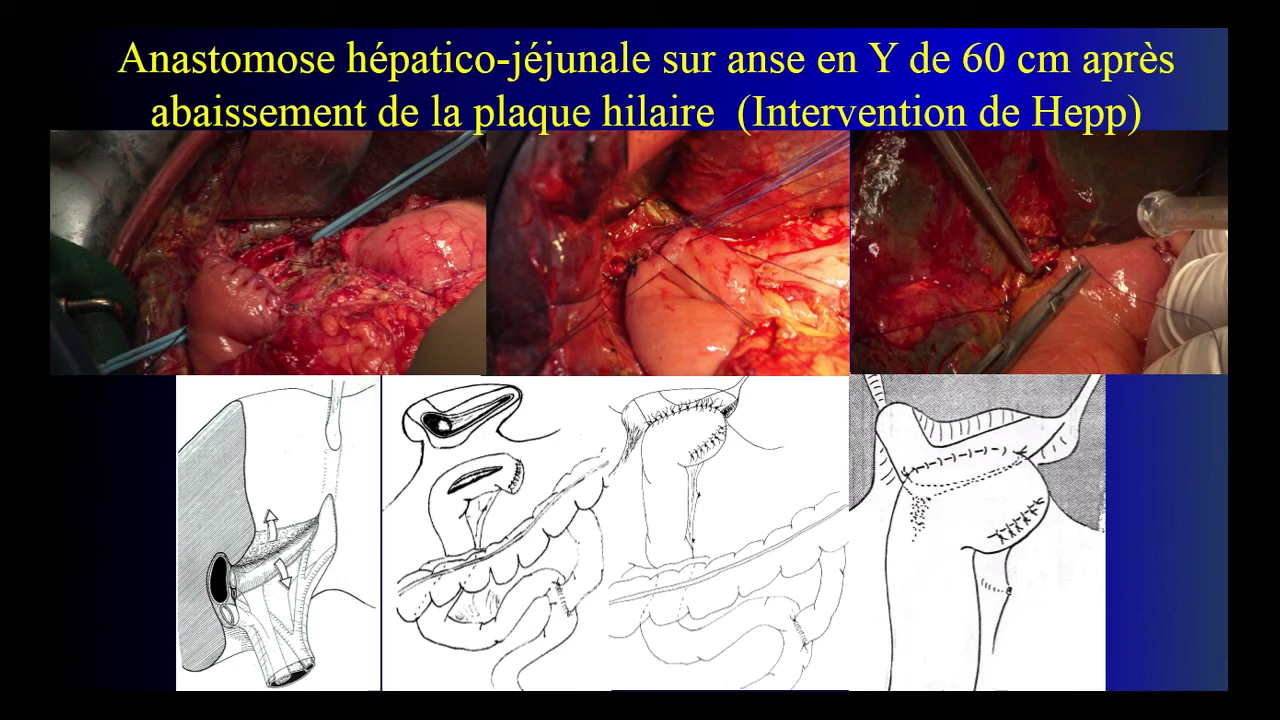 Anastomose hépatico-jéjunale sur anse en Y de 60 cm après
abaissement de la plaque hilaire (Intervention de Hepp)